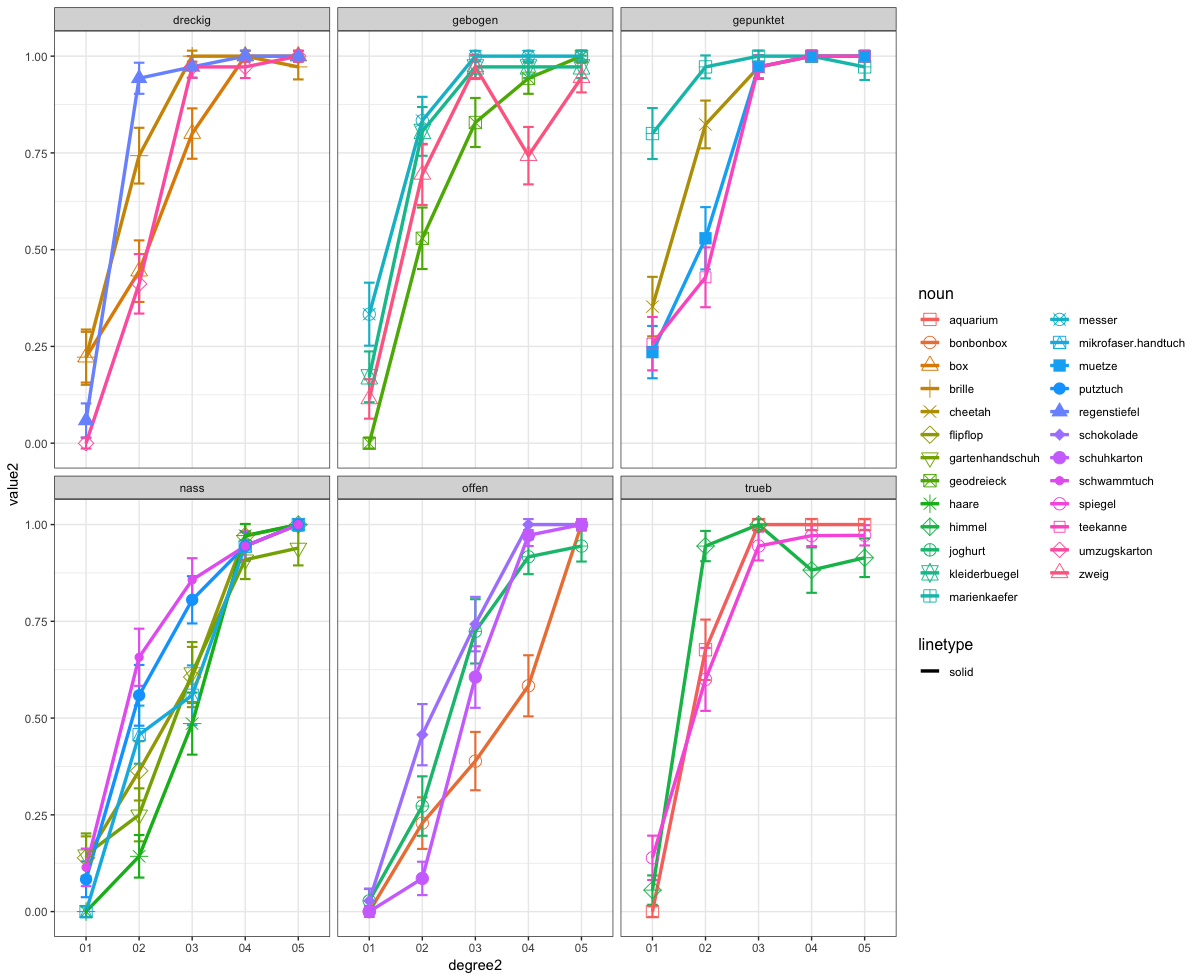 dreckig gebogen gepunktet
1.00
0.75
0.50
0.25
0.00
value2
nass offen trueb
1.00
0.75
0.50
0.25
0.00
01 02 03 04 05 01 02 03 04 05 01 02 03 04 05
degree2
noun
aquarium messer
bonbonbox mikrofaser.handtuch
box muetze
brille putztuch
cheetah regenstiefel
flipflop schokolade
gartenhandschuh schuhkarton
geodreieck schwammtuch
haare spiegel
himmel teekanne
joghurt umzugskarton
kleiderbuegel zweig
marienkaefer
linetype
solid